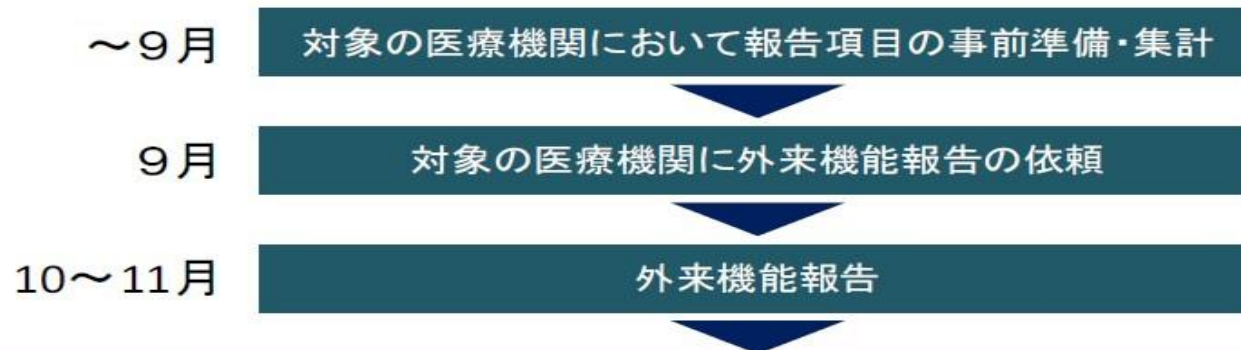 ～９月
対象の医療機関において報告項目の事前準備・集計
９月
対象の医療機関に外来機能報告の依頼
10～11月
外来機能報告